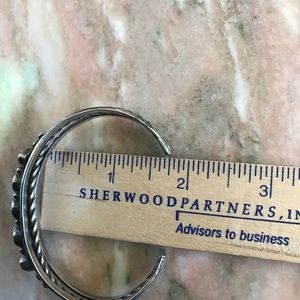 1 2 3
SHERWOODPARTNERS, IN
Advisors to business